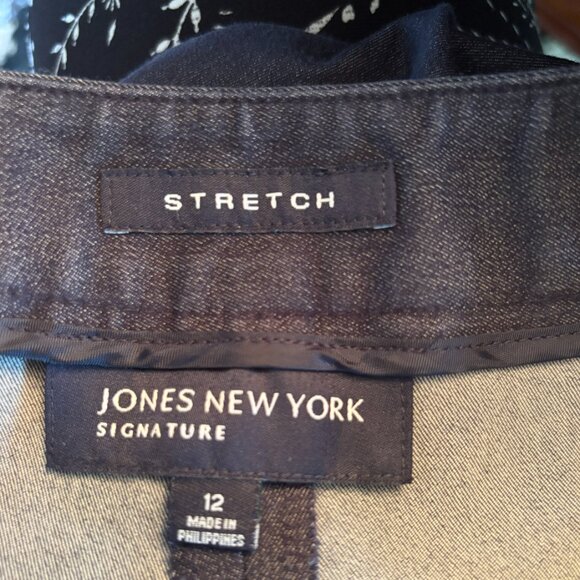 STRETCH
JONES NEW YORK
SIGNATURE
12
MADE IN
PHILIPPINES